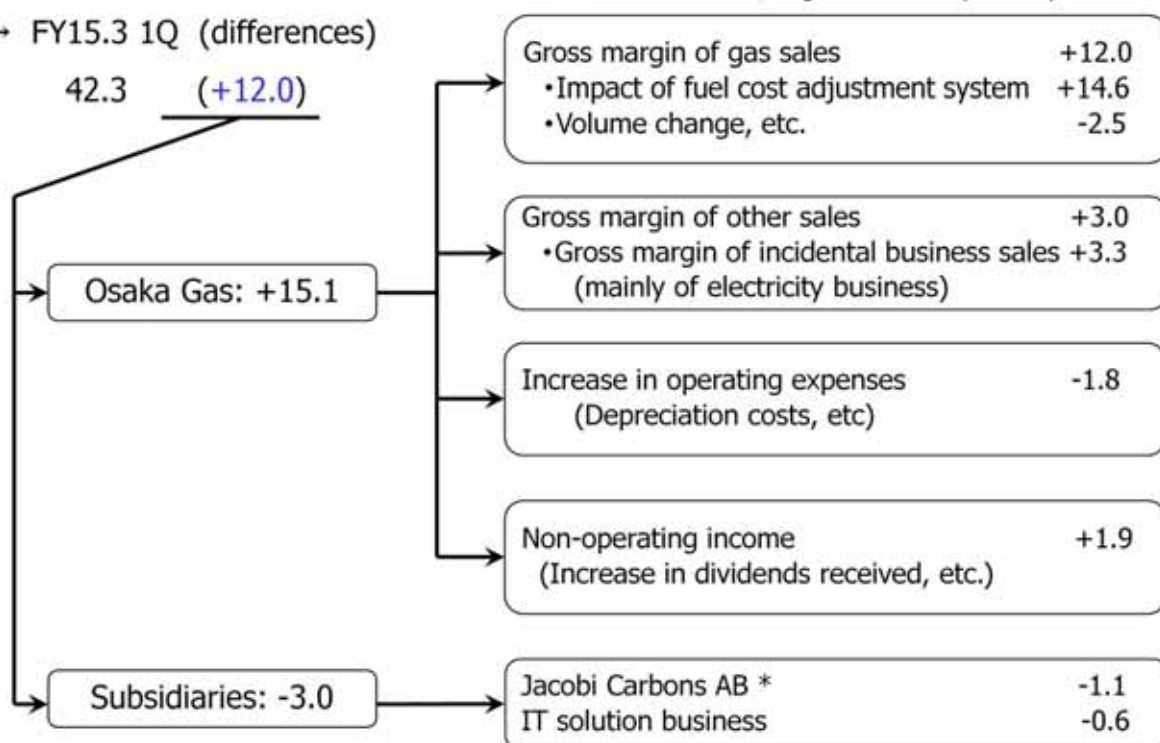 → FY15.3 1Q (differences)
42.3 (+12.0)
Osaka Gas: +15.1
Gross margin of gas sales +12.0
・Impact of fuel cost adjustment system +14.6
・Volume change, etc. -2.5
Gross margin of other sales +3.0
・Gross margin of incidental business sales +3.3
(mainly of electricity business)
Increase in operating expenses -1.8
(Depreciation costs, etc)
Non-operating income +1.9
(Increase in dividends received, etc.)
Subsidiaries: -3.0
Jacobi Carbons AB * -1.1
IT solution business -0.6